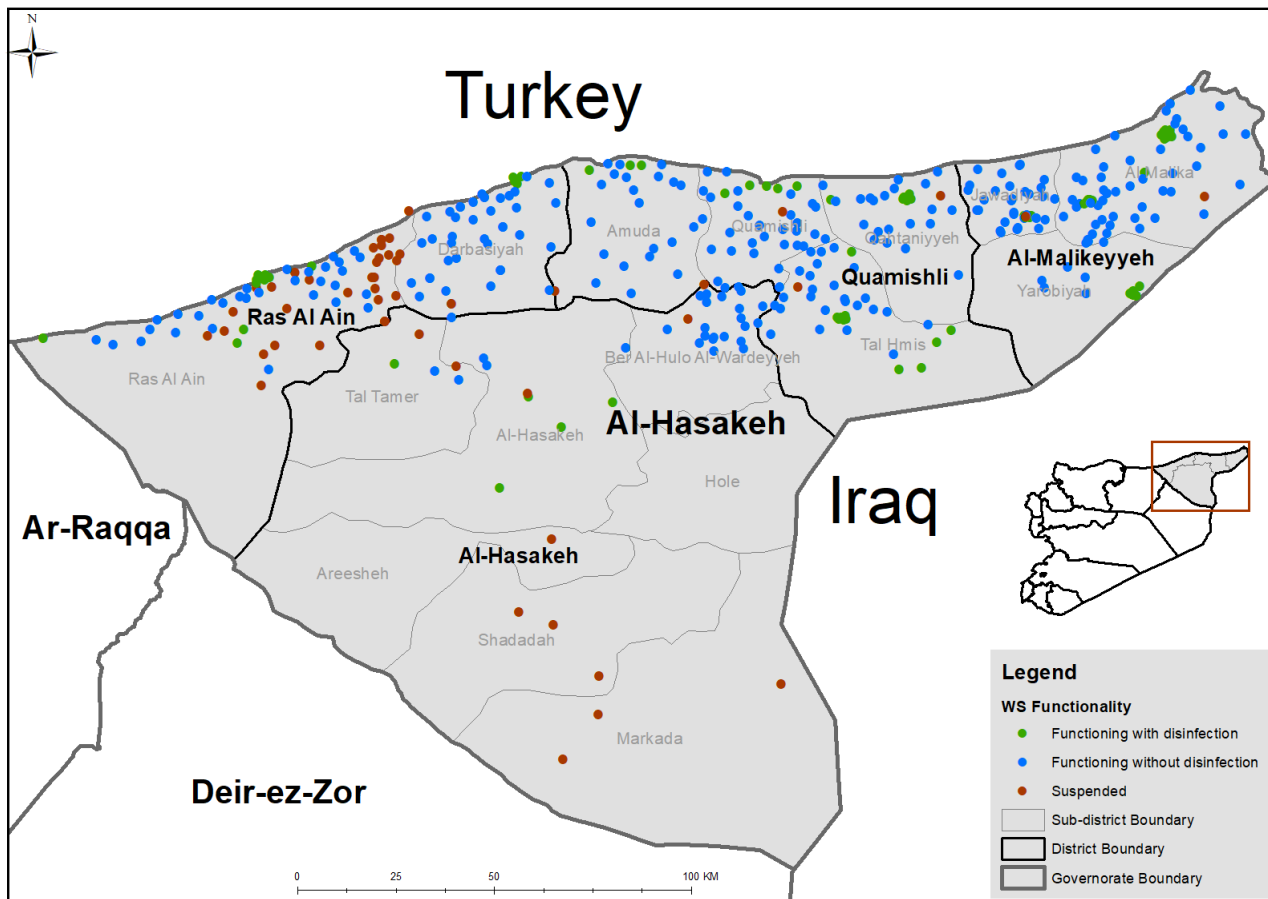 N
Turkey
Al-Malika
Jawadiyah
Quamishli
Amuda
Qahtaniyyeh
Darbasiyah
Al-Malikeyyeh
Quamishli
Yarobiyah
Ras Al Ain
Tal Hmis
Ber Al-Hulo Al-Wardeyyeh
Ras Al Ain
Tal Tamer
Al-Hasakeh
Al-Hasakeh
Hole
Iraq
Ar-Raqqa
Al-Hasakeh
Areesheh
Shadadah
Markada
Deir-ez-Zor
Legend
WS Functionality
Functioning with disinfection
Functioning without disinfection
Suspended
Sub-district Boundary
District Boundary
Governorate Boundary
0 25 50 100 KM